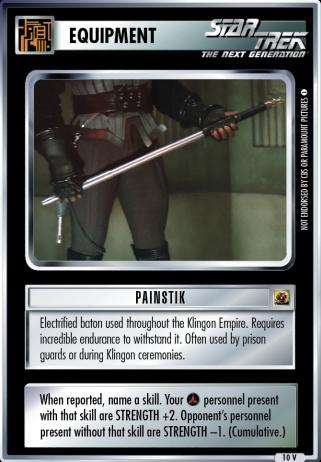 EQUIPMENT
STAR TREK
THE NEXT GENERATION®
NOT ENDORSED BY CBS OR PARAMOUNT PICTURES
PAINSTIK
Electrified baton used throughout the Klingon Empire. Requires
incredible endurance to withstand it. Often used by prison
guards or during Klingon ceremonies.
When reported, name a skill. Your personnel present
with that skill are STRENGTH +2. Opponent's personnel
present without that skill are STRENGTH –1. (Cumulative.)
10 V